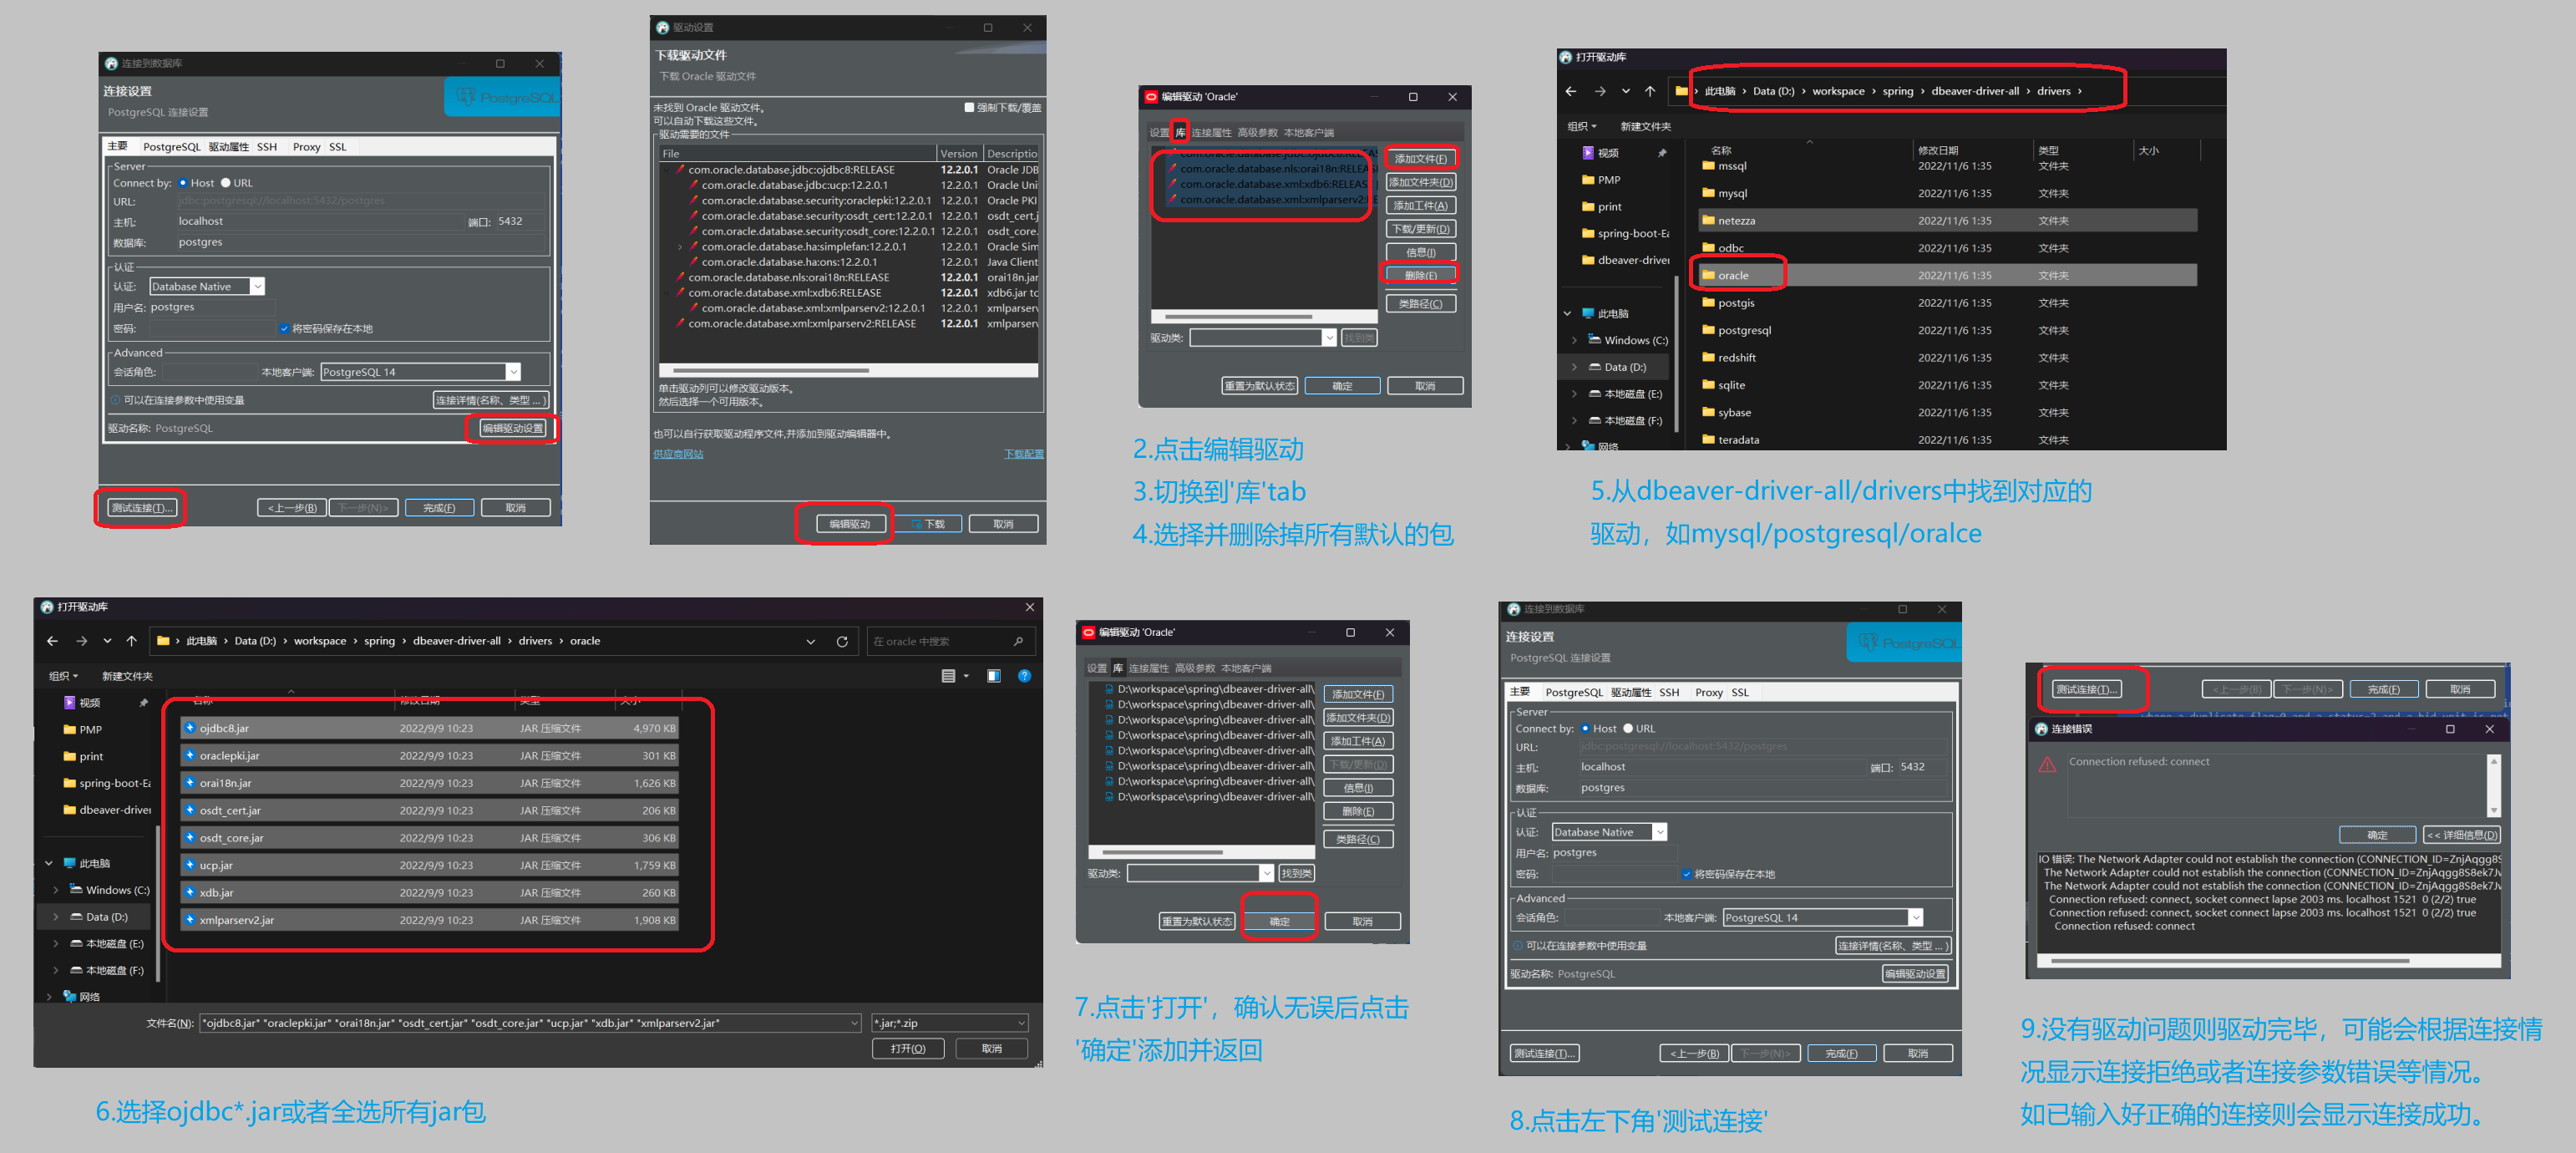 连接到数据库
连接设置
PostgreSQL 连接设置
PostgreSQL
主要 PostgreSQL 驱动属性 SSH Proxy SSL
Server
Connect by: Host URL
URL: jdbc:postgresql://localhost:5432/postgres
主机: localhost 端口: 5432
数据库: postgres
认证
认证: Database Native
用户名: postgres
密码: 将密码保存在本地
Advanced
会话角色: 本地客户端: PostgreSQL 14
可以在连接参数中使用变量 连接详情(名称、类型 ... )
驱动名称: PostgreSQL 编辑驱动设置
测试连接(T)... <上一步(B) 下一步(N)> 完成(F) 取消
驱动设置
下载驱动文件
下载 Oracle 驱动文件
未找到 Oracle 驱动文件。 强制下载/覆盖
可以自动下载这些文件。
驱动需要的文件
File Version Descriptio
com.oracle.database.jdbc:ojdbc8:RELEASE 12.2.0.1 Oracle JDB
com.oracle.database.jdbc:ucp:12.2.0.1 12.2.0.1 Oracle Uni
com.oracle.database.security:oraclepki:12.2.0.1 12.2.0.1 Oracle PKI
com.oracle.database.security:osdt_cert:12.2.0.1 12.2.0.1 osdt_cert.j
com.oracle.database.security:osdt_core:12.2.0.1 12.2.0.1 osdt_core.
com.oracle.database.ha:simplefan:12.2.0.1 12.2.0.1 Oracle Sim
com.oracle.database.ha:ons:12.2.0.1 12.2.0.1 Java Client
com.oracle.database.nls:orai18n:RELEASE 12.2.0.1 orai18n.jar
com.oracle.database.xml:xdb6:RELEASE 12.2.0.1 xdb6.jar to
com.oracle.database.xml:xmlparserv2:12.2.0.1 12.2.0.1 xmlparserv
com.oracle.database.xml:xmlparserv2:RELEASE 12.2.0.1 xmlparserv
单击驱动列可以修改驱动版本。
然后选择一个可用版本。
也可以自行获取驱动程序文件,并添加到驱动编辑器中。
供应商网站 下载配置
编辑驱动 下载 取消
编辑驱动 'Oracle'
设置 库 连接属性 高级参数 本地客户端
com.oracle.database.jdbc:ojdbc8:RELEAS
com.oracle.database.nls:orai18n:RELEAS
com.oracle.database.xml:xdb6:RELEASE
com.oracle.database.xml:xmlparserv2:RE
添加文件(F)
添加文件夹(D)
添加工件(A)
下载/更新(D)
信息(I)
删除(E)
类路径(C)
驱动类: 找到类
重置为默认状态 确定 取消
2.点击编辑驱动
3.切换到'库'tab
4.选择并删除掉所有默认的包
打开驱动库
此电脑 › Data (D:) › workspace › spring › dbeaver-driver-all › drivers ›
组织 新建文件夹
视频
PMP
print
spring-boot-Ea
dbeaver-driver
此电脑
Windows (C:)
Data (D:)
本地磁盘 (E:)
本地磁盘 (F:)
网络
名称 修改日期 类型 大小
mssql 2022/11/6 1:35 文件夹
mysql 2022/11/6 1:35 文件夹
netezza 2022/11/6 1:35 文件夹
odbc 2022/11/6 1:35 文件夹
oracle 2022/11/6 1:35 文件夹
postgis 2022/11/6 1:35 文件夹
postgresql 2022/11/6 1:35 文件夹
redshift 2022/11/6 1:35 文件夹
sqlite 2022/11/6 1:35 文件夹
sybase 2022/11/6 1:35 文件夹
teradata 2022/11/6 1:35 文件夹
5.从dbeaver-driver-all/drivers中找到对应的
驱动，如mysql/postgresql/oralce
打开驱动库
此电脑 › Data (D:) › workspace › spring › dbeaver-driver-all › drivers › oracle
在 oracle 中搜索
组织 新建文件夹
视频
PMP
print
spring-boot-Ea
dbeaver-driver
此电脑
Windows (C:)
Data (D:)
本地磁盘 (E:)
本地磁盘 (F:)
网络
名称 修改日期 类型 大小
ojdbc8.jar 2022/9/9 10:23 JAR 压缩文件 4,970 KB
oraclepki.jar 2022/9/9 10:23 JAR 压缩文件 301 KB
orai18n.jar 2022/9/9 10:23 JAR 压缩文件 1,626 KB
osdt_cert.jar 2022/9/9 10:23 JAR 压缩文件 206 KB
osdt_core.jar 2022/9/9 10:23 JAR 压缩文件 306 KB
ucp.jar 2022/9/9 10:23 JAR 压缩文件 1,759 KB
xdb.jar 2022/9/9 10:23 JAR 压缩文件 260 KB
xmlparserv2.jar 2022/9/9 10:23 JAR 压缩文件 1,908 KB
文件名(N): "ojdbc8.jar" "oraclepki.jar" "orai18n.jar" "osdt_cert.jar" "osdt_core.jar" "ucp.jar" "xdb.jar" "xmlparserv2.jar" *.jar;*.zip
打开(O) 取消
6.选择ojdbc*.jar或者全选所有jar包
编辑驱动 'Oracle'
设置 库 连接属性 高级参数 本地客户端
D:\workspace\spring\dbeaver-driver-all\
D:\workspace\spring\dbeaver-driver-all\
D:\workspace\spring\dbeaver-driver-all\
D:\workspace\spring\dbeaver-driver-all\
D:\workspace\spring\dbeaver-driver-all\
D:\workspace\spring\dbeaver-driver-all\
D:\workspace\spring\dbeaver-driver-all\
D:\workspace\spring\dbeaver-driver-all\
添加文件(F)
添加文件夹(D)
添加工件(A)
下载/更新(D)
信息(I)
删除(E)
类路径(C)
驱动类: 找到类
重置为默认状态 确定 取消
7.点击'打开'，确认无误后点击
'确定'添加并返回
连接到数据库
连接设置
PostgreSQL 连接设置
PostgreSQL
主要 PostgreSQL 驱动属性 SSH Proxy SSL
Server
Connect by: Host URL
URL: jdbc:postgresql://localhost:5432/postgres
主机: localhost 端口: 5432
数据库: postgres
认证
认证: Database Native
用户名: postgres
密码: 将密码保存在本地
Advanced
会话角色: 本地客户端: PostgreSQL 14
可以在连接参数中使用变量 连接详情(名称、类型 ... )
驱动名称: PostgreSQL 编辑驱动设置
测试连接(T)... <上一步(B) 下一步(N)> 完成(F) 取消
8.点击左下角'测试连接'
测试连接(T)... <上一步(B) 下一步(N)> 完成(F) 取消
连接错误
Connection refused: connect
确定 << 详细信息(D)
IO 错误: The Network Adapter could not establish the connection (CONNECTION_ID=ZnjAqgg8S
The Network Adapter could not establish the connection (CONNECTION_ID=ZnjAqgg8S8ek7Jv
The Network Adapter could not establish the connection (CONNECTION_ID=ZnjAqgg8S8ek7Jv
Connection refused: connect, socket connect lapse 2003 ms. localhost 1521 0 (2/2) true
Connection refused: connect, socket connect lapse 2003 ms. localhost 1521 0 (2/2) true
Connection refused: connect
9.没有驱动问题则驱动完毕，可能会根据连接情
况显示连接拒绝或者连接参数错误等情况。
如已输入好正确的连接则会显示连接成功。